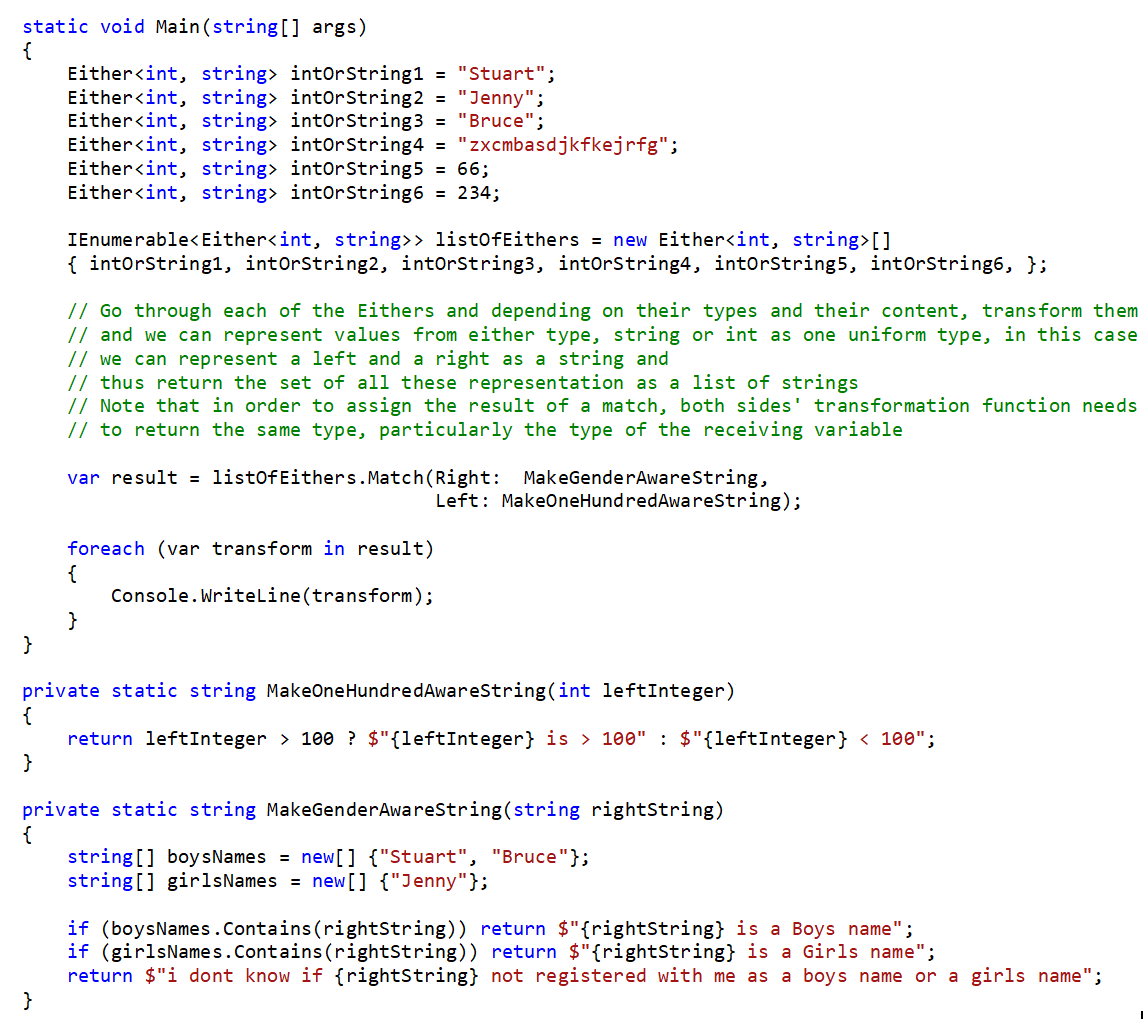 static void Main(string[] args)
{
    Either<int, string> intOrString1 = "Stuart";
    Either<int, string> intOrString2 = "Jenny";
    Either<int, string> intOrString3 = "Bruce";
    Either<int, string> intOrString4 = "zxcmbasdjkfkejrfg";
    Either<int, string> intOrString5 = 66;
    Either<int, string> intOrString6 = 234;

    IEnumerable<Either<int, string>> listOfEithers = new Either<int, string>[]
    { intOrString1, intOrString2, intOrString3, intOrString4, intOrString5, intOrString6, };

    // Go through each of the Eithers and depending on their types and their content, transform them
    // and we can represent values from either type, string or int as one uniform type, in this case
    // we can represent a left and a right as a string and
    // thus return the set of all these representation as a list of strings
    // Note that in order to assign the result of a match, both sides' transformation function needs
    // to return the same type, particularly the type of the receiving variable

    var result = listOfEithers.Match(Right:  MakeGenderAwareString,
                                     Left: MakeOneHundredAwareString);

    foreach (var transform in result)
    {
        Console.WriteLine(transform);
    }
}

private static string MakeOneHundredAwareString(int leftInteger)
{
    return leftInteger > 100 ? $"{leftInteger} is > 100" : $"{leftInteger} < 100";
}

private static string MakeGenderAwareString(string rightString)
{
    string[] boysNames = new[] {"Stuart", "Bruce"};
    string[] girlsNames = new[] {"Jenny"};

    if (boysNames.Contains(rightString)) return $"{rightString} is a Boys name";
    if (girlsNames.Contains(rightString)) return $"{rightString} is a Girls name";
    return $"i dont know if {rightString} not registered with me as a boys name or a girls name";
}